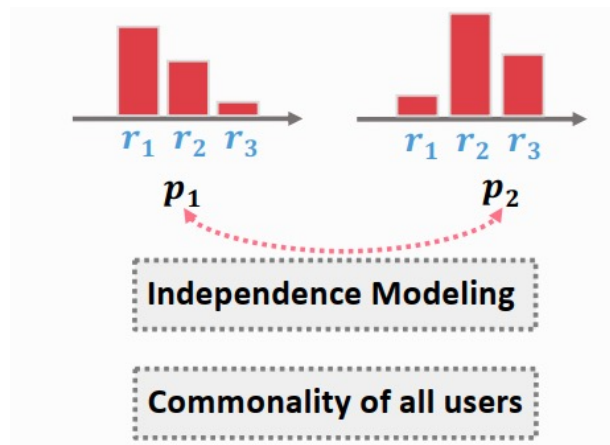 r₁ r₂ r₃ r₁ r₂ r₃
p₁ p₂
Independence Modeling
Commonality of all users